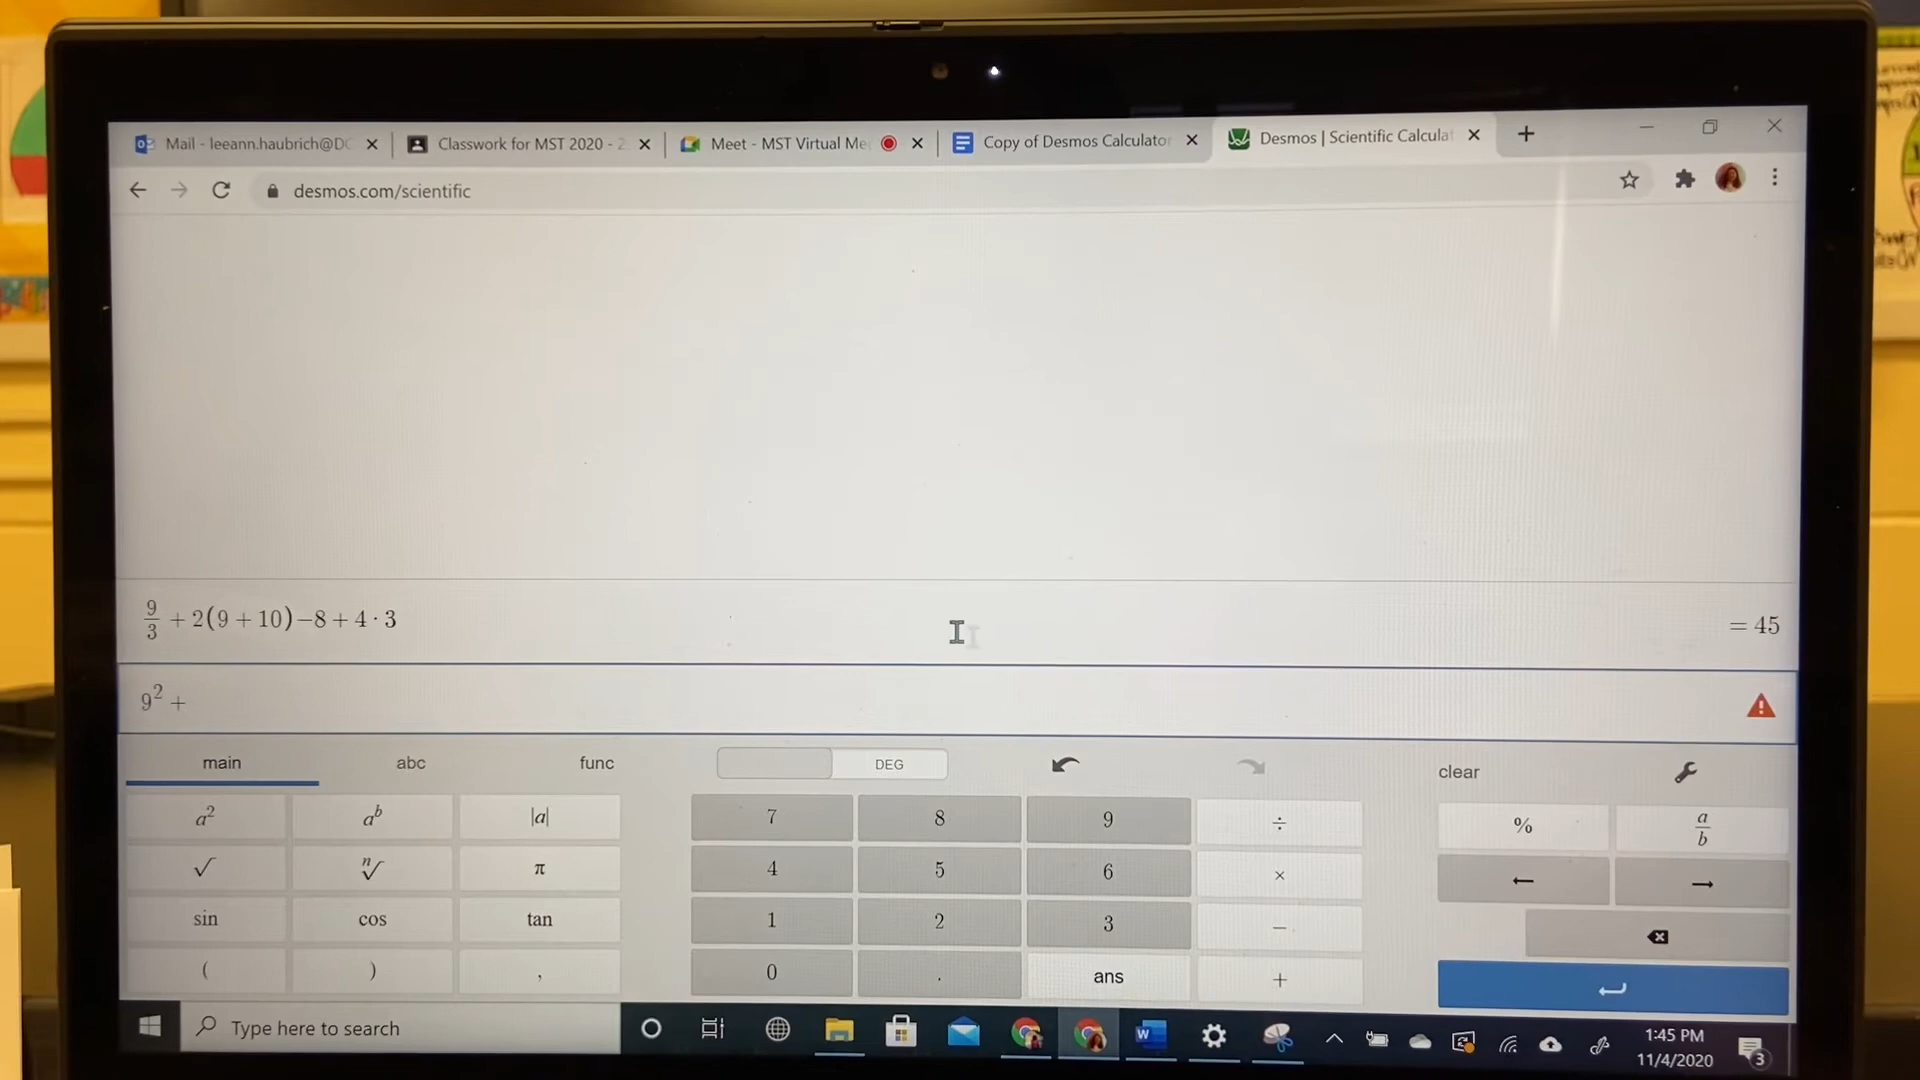 Mail - leeann.haubrich@DC
Classwork for MST 2020 - 2
Meet - MST Virtual Me
Copy of Desmos Calculator
Desmos | Scientific Calculat
desmos.com/scientific
9/3 + 2(9 + 10) − 8 + 4 · 3
= 45
9² +
main abc func DEG clear
a² aᵇ |a| 7 8 9 ÷ % a/b
√ ⁿ√ π 4 5 6 × ← →
sin cos tan 1 2 3 −
( ) , 0 . ans +
Type here to search
W
1:45 PM
11/4/2020
3